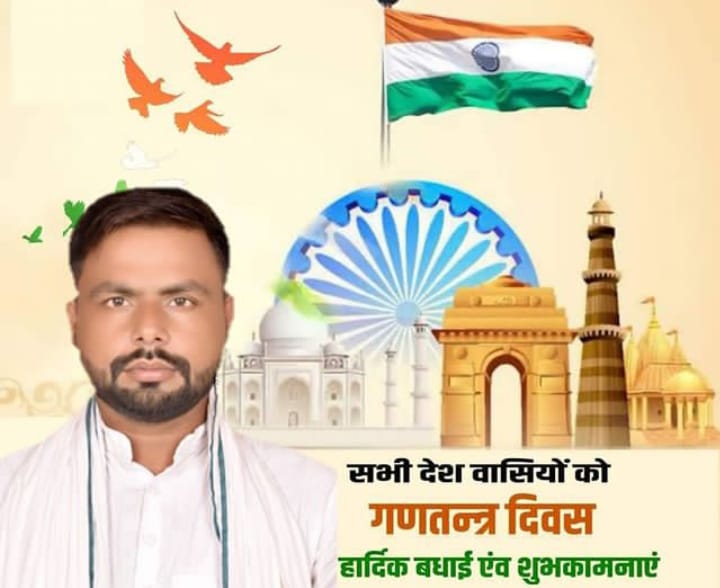 सभी देश वासियों को
गणतन्त्र दिवस
हार्दिक बधाई एंव शुभकामनाएं